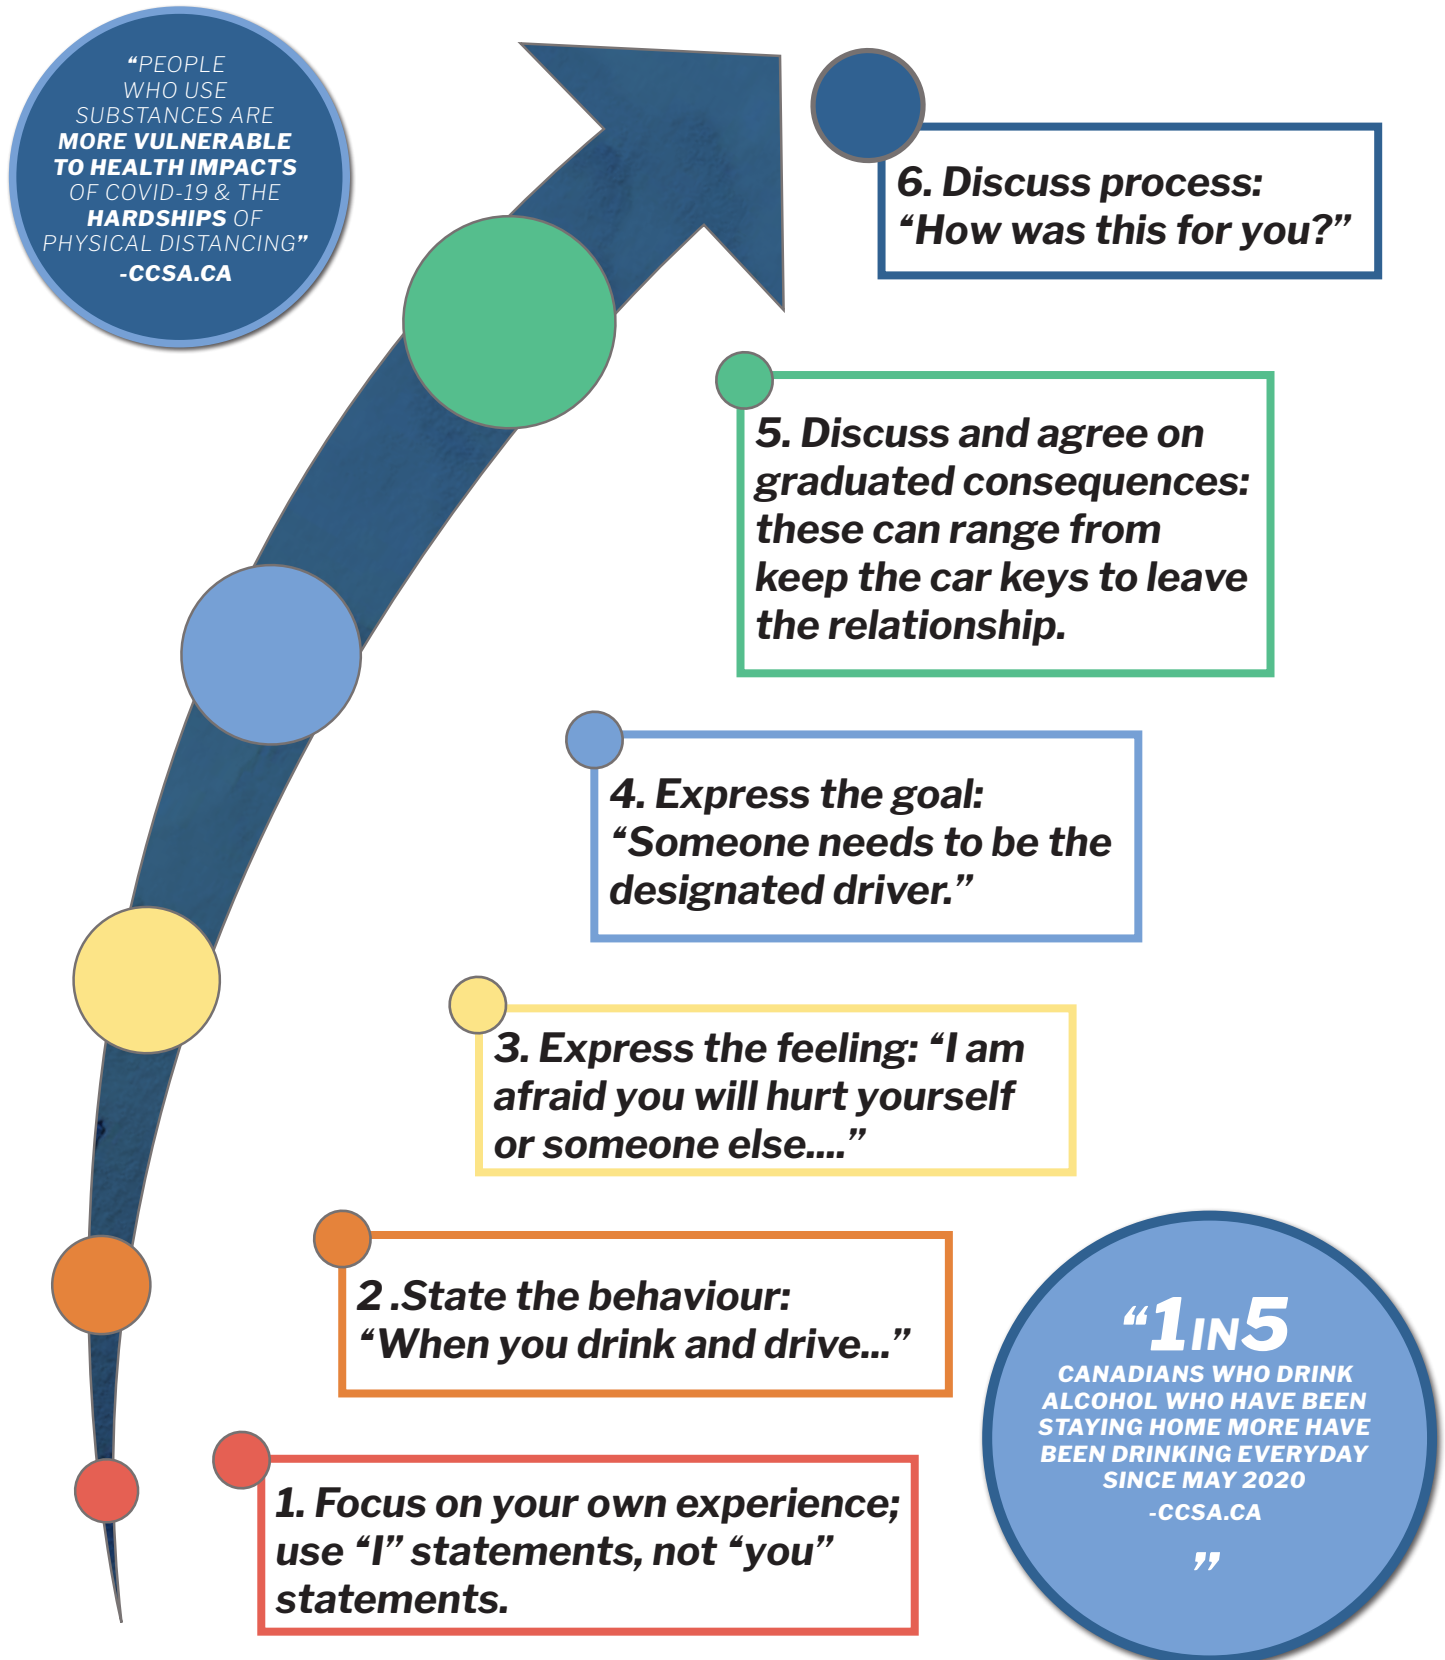 “PEOPLE
WHO USE
SUBSTANCES ARE
MORE VULNERABLE
TO HEALTH IMPACTS
OF COVID-19 & THE
HARDSHIPS OF
PHYSICAL DISTANCING”
-CCSA.CA
6. Discuss process:
“How was this for you?”
5. Discuss and agree on
graduated consequences:
these can range from
keep the car keys to leave
the relationship.
4. Express the goal:
“Someone needs to be the
designated driver.”
3. Express the feeling: “I am
afraid you will hurt yourself
or someone else....”
2 .State the behaviour:
“When you drink and drive...”
1. Focus on your own experience;
use “I” statements, not “you”
statements.
“1 IN 5
CANADIANS WHO DRINK
ALCOHOL WHO HAVE BEEN
STAYING HOME MORE HAVE
BEEN DRINKING EVERYDAY
SINCE MAY 2020
-CCSA.CA
”